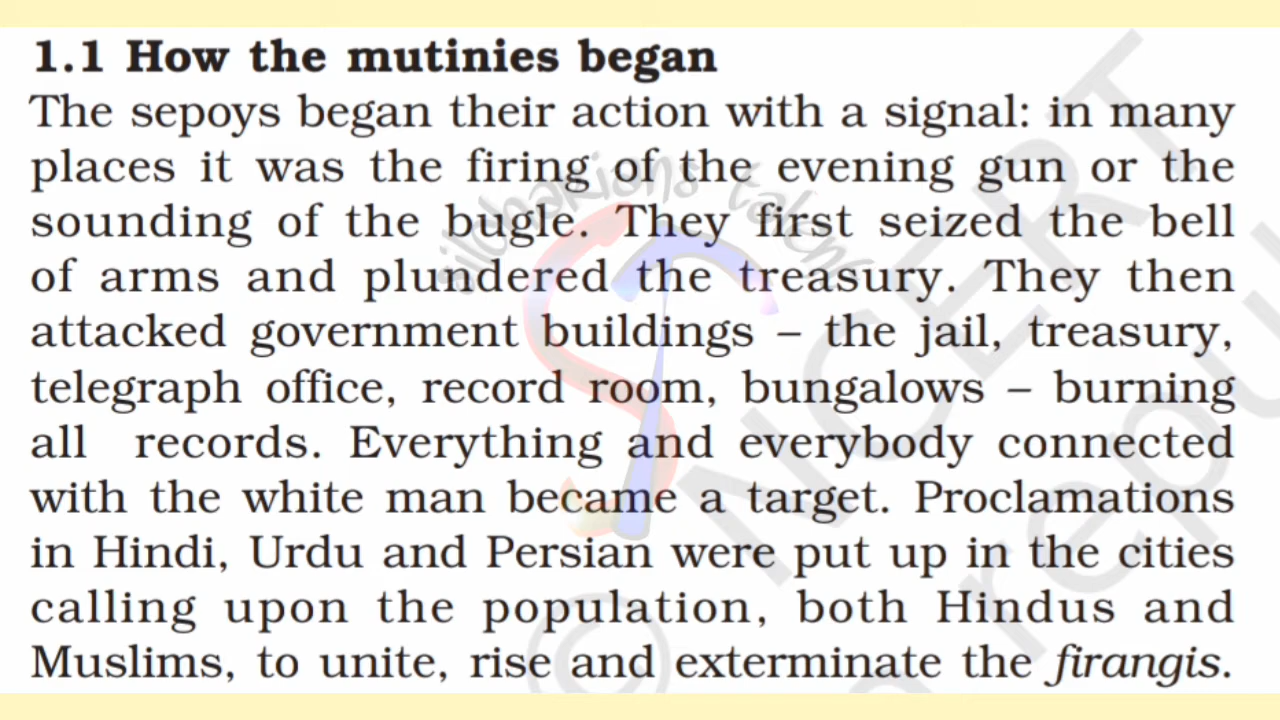 1.1 How the mutinies began
The sepoys began their action with a signal: in many
places it was the firing of the evening gun or the
sounding of the bugle. They first seized the bell
of arms and plundered the treasury. They then
attacked government buildings – the jail, treasury,
telegraph office, record room, bungalows – burning
all records. Everything and everybody connected
with the white man became a target. Proclamations
in Hindi, Urdu and Persian were put up in the cities
calling upon the population, both Hindus and
Muslims, to unite, rise and exterminate the firangis.
© NCERT
repu
talent